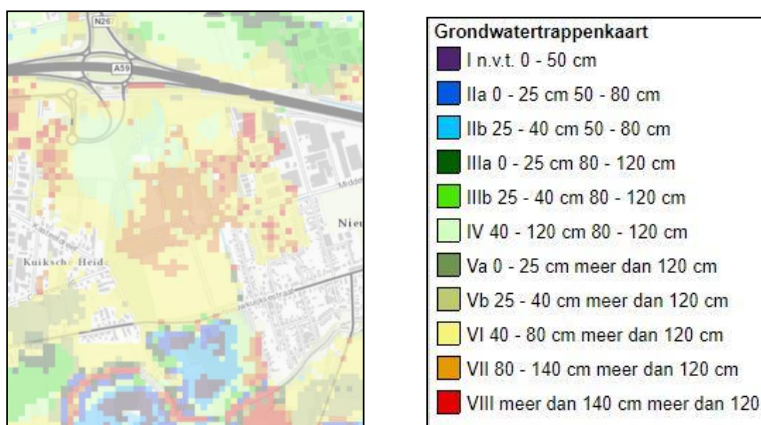 N26
A59
Midde
Nieu
Kuiksche Heid
Grondwatertrappenkaart
I n.v.t. 0 - 50 cm
IIa 0 - 25 cm 50 - 80 cm
IIb 25 - 40 cm 50 - 80 cm
IIIa 0 - 25 cm 80 - 120 cm
IIIb 25 - 40 cm 80 - 120 cm
IV 40 - 120 cm 80 - 120 cm
Va 0 - 25 cm meer dan 120 cm
Vb 25 - 40 cm meer dan 120 cm
VI 40 - 80 cm meer dan 120 cm
VII 80 - 140 cm meer dan 120 cm
VIII meer dan 140 cm meer dan 120